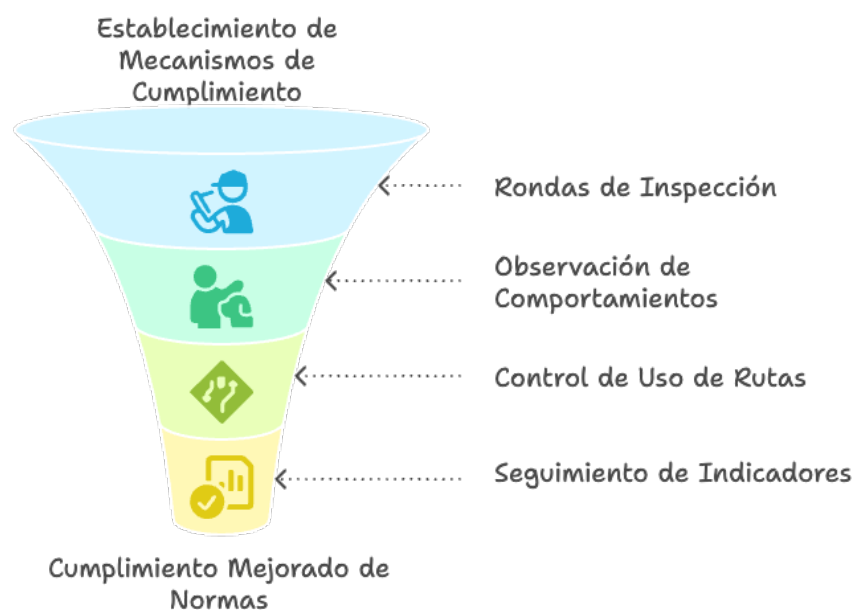 Establecimiento de
Mecanismos de
Cumplimiento
Rondas de Inspección
Observación de
Comportamientos
Control de Uso de Rutas
Seguimiento de Indicadores
Cumplimiento Mejorado de
Normas